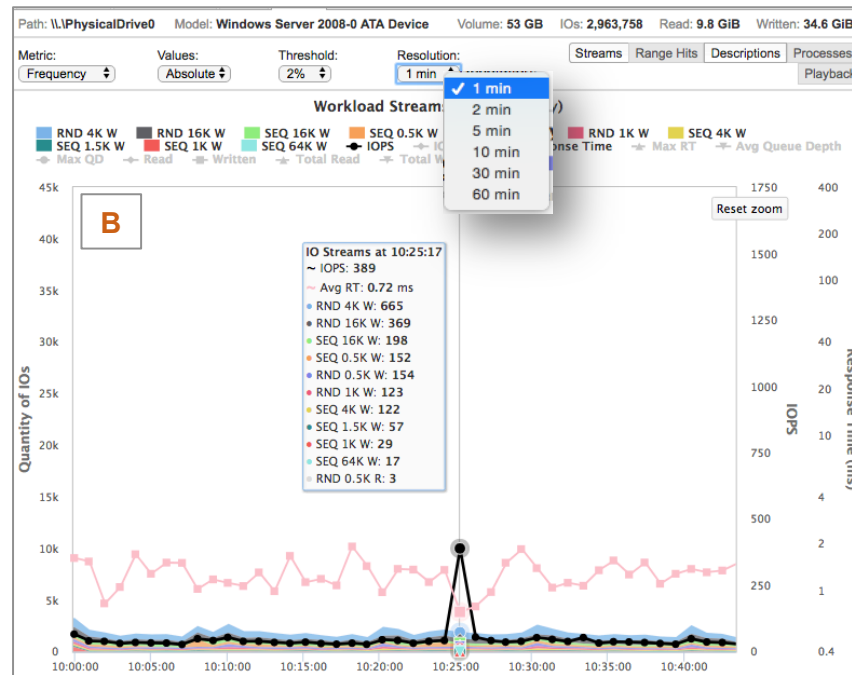 Path: \\.\PhysicalDrive0 Model: Windows Server 2008-0 ATA Device Volume: 53 GB IOs: 2,963,758 Read: 9.8 GiB Written: 34.6 GiB
Metric: Values: Threshold: Resolution:
Frequency Absolute 2% 1 min
Streams Range Hits Descriptions Processes
Playback
✓ 1 min
2 min
5 min
10 min
30 min
60 min
Workload Streams
RND 4K W RND 16K W SEQ 16K W SEQ 0.5K W RND 1K W SEQ 4K W
SEQ 1.5K W SEQ 1K W SEQ 64K W IOPS Time Max RT Avg Queue Depth
Max QD Read Written Total Read
B
Reset zoom
IO Streams at 10:25:17
~ IOPS: 389
~ Avg RT: 0.72 ms
• RND 4K W: 665
• RND 16K W: 369
• SEQ 16K W: 198
• SEQ 0.5K W: 152
• RND 0.5K W: 154
• RND 1K W: 123
• SEQ 4K W: 122
• SEQ 1.5K W: 57
• SEQ 1K W: 29
• SEQ 64K W: 17
• RND 0.5K R: 3
Quantity of IOs
45k
40k
35k
30k
25k
20k
15k
10k
5k
0
1750
1500
1250
1000
750
500
250
0
IOPS
400
200
100
40
20
10
4
2
1
0.4
Response Time (ms)
10:00:00 10:05:00 10:10:00 10:15:00 10:20:00 10:25:00 10:30:00 10:35:00 10:40:00